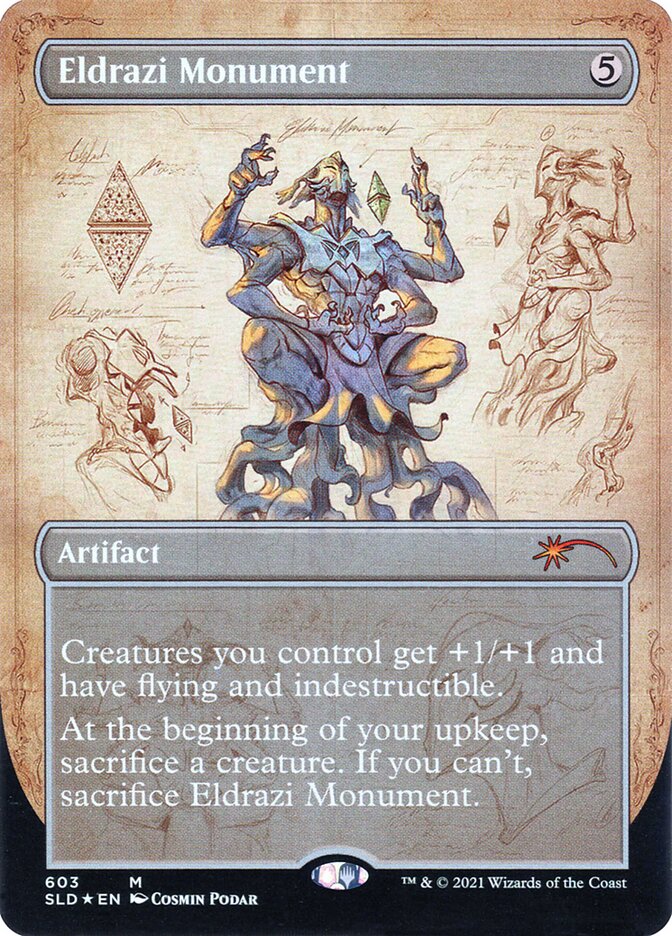 Eldrazi Monument
5
Eldrazi Monument
Artifact
Creatures you control get +1/+1 and
have flying and indestructible.
At the beginning of your upkeep,
sacrifice a creature. If you can't,
sacrifice Eldrazi Monument.
603 M
SLD★EN Cosmin Podar
™ & © 2021 Wizards of the Coast